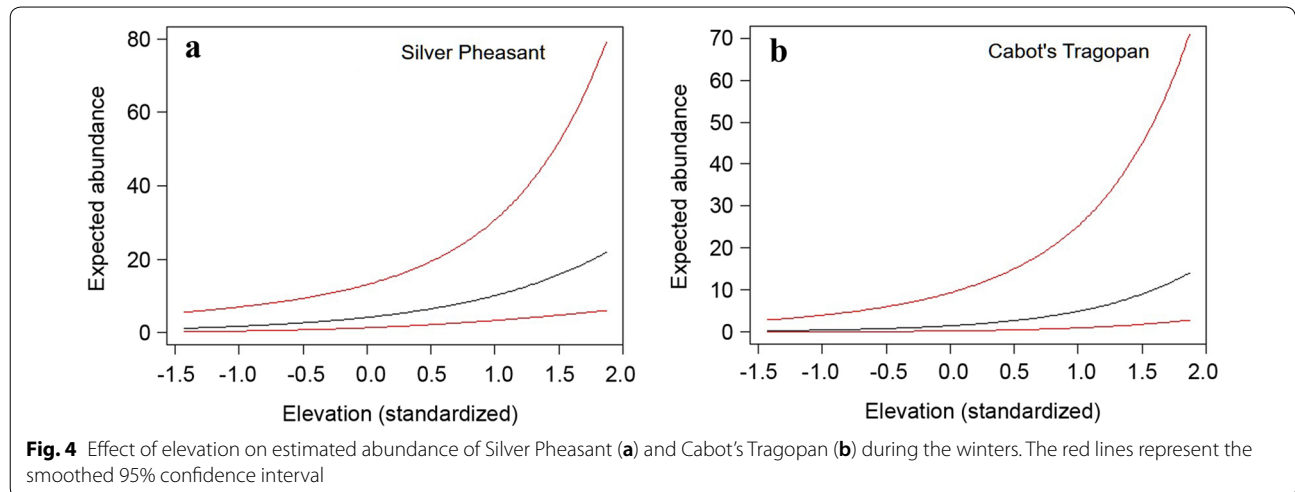 a
Silver Pheasant
80
60
40
20
0
Expected abundance
-1.5 -1.0 -0.5 0.0 0.5 1.0 1.5 2.0
Elevation (standardized)
b
Cabot's Tragopan
70
60
50
40
30
20
10
0
Expected abundance
-1.5 -1.0 -0.5 0.0 0.5 1.0 1.5 2.0
Elevation (standardized)
Fig. 4 Effect of elevation on estimated abundance of Silver Pheasant (a) and Cabot’s Tragopan (b) during the winters. The red lines represent the
smoothed 95% confidence interval